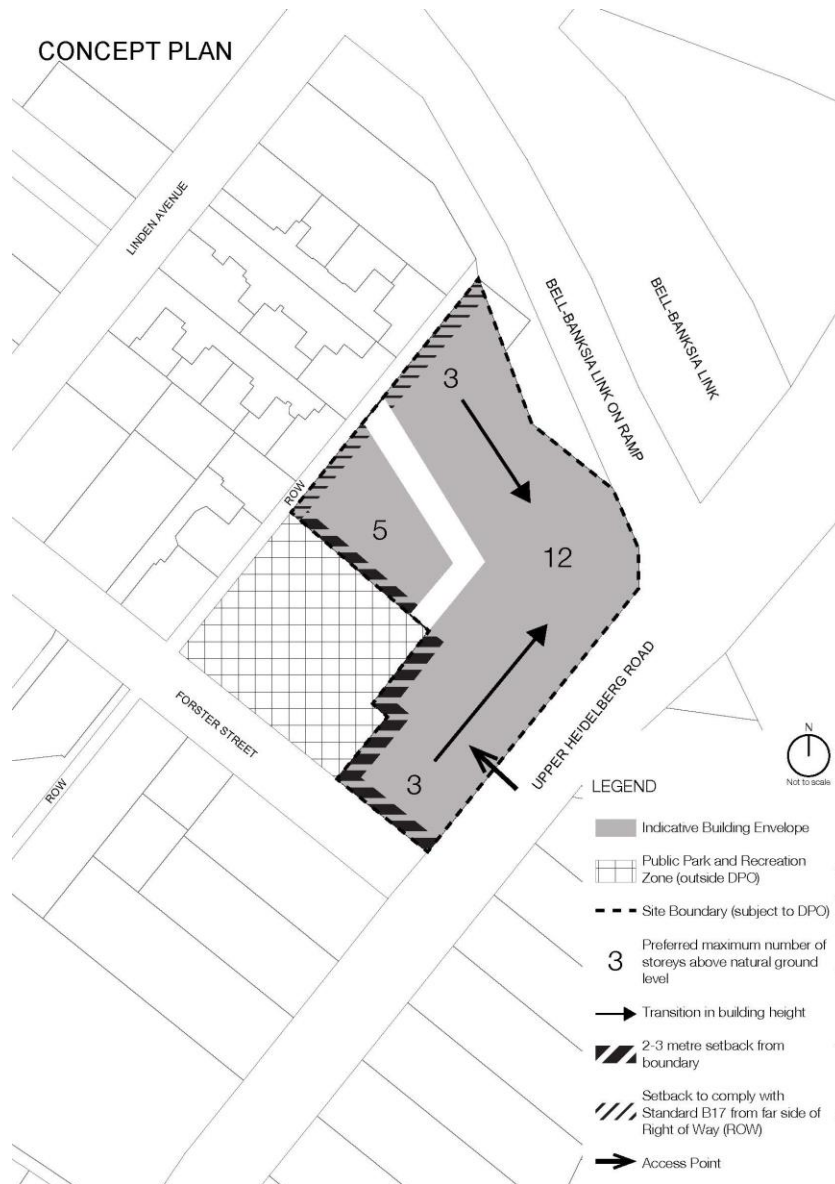 CONCEPT PLAN
LINDEN AVENUE
BELL-BANKSIA LINK ON RAMP
BELL-BANKSIA LINK
3
ROW
5
12
FORSTER STREET
UPPER HEIDELBERG ROAD
ROW
3
N
Not to scale
LEGEND
Indicative Building Envelope
Public Park and Recreation
Zone (outside DPO)
Site Boundary (subject to DPO)
3
Preferred maximum number of
storeys above natural ground
level
Transition in building height
2-3 metre setback from
boundary
Setback to comply with
Standard B17 from far side of
Right of Way (ROW)
Access Point